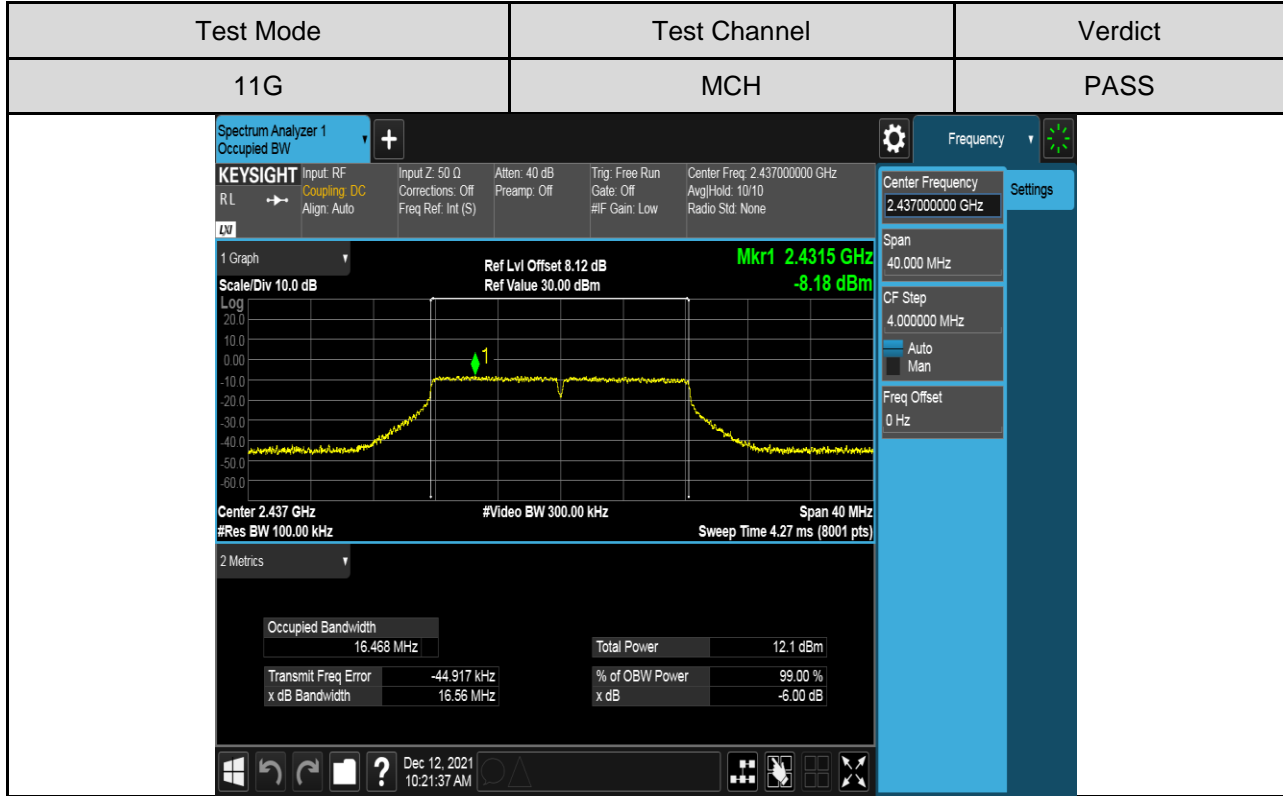 Test Mode Test Channel Verdict
11G MCH PASS
Spectrum Analyzer 1
Occupied BW
Frequency
KEYSIGHT
RL
LXI
Input: RF
Coupling: DC
Align: Auto
Input Z: 50 Ω
Corrections: Off
Freq Ref: Int (S)
Atten: 40 dB
Preamp: Off
Trig: Free Run
Gate: Off
#IF Gain: Low
Center Freq: 2.437000000 GHz
Avg|Hold: 10/10
Radio Std: None
Center Frequency
2.437000000 GHz
Settings
Span
40.000 MHz
CF Step
4.000000 MHz
Auto
Man
Freq Offset
0 Hz
1 Graph
Scale/Div 10.0 dB
Ref Lvl Offset 8.12 dB
Ref Value 30.00 dBm
Mkr1 2.4315 GHz
-8.18 dBm
Log
20.0
10.0
0.00
-10.0
-20.0
-30.0
-40.0
-50.0
-60.0
1
Center 2.437 GHz #Video BW 300.00 kHz Span 40 MHz
#Res BW 100.00 kHz Sweep Time 4.27 ms (8001 pts)
2 Metrics
Occupied Bandwidth
16.468 MHz Total Power 12.1 dBm
Transmit Freq Error -44.917 kHz % of OBW Power 99.00 %
x dB Bandwidth 16.56 MHz x dB -6.00 dB
?
Dec 12, 2021
10:21:37 AM